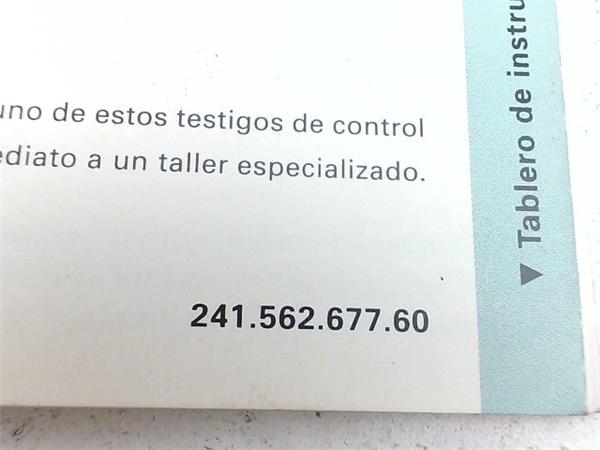 uno de estos testigos de control
ediato a un taller especializado.
241.562.677.60
▼ Tablero de instru